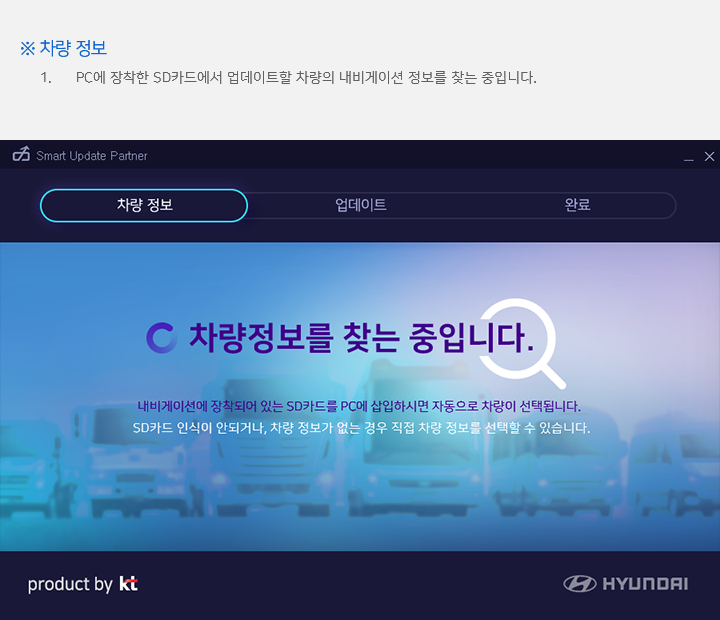 ※ 차량 정보
1. PC에 장착한 SD카드에서 업데이트할 차량의 내비게이션 정보를 찾는 중입니다.
Smart Update Partner
차량 정보 업데이트 완료
차량정보를 찾는 중입니다.
내비게이션에 장착되어 있는 SD카드를 PC에 삽입하시면 자동으로 차량이 선택됩니다.
SD카드 인식이 안되거나, 차량 정보가 없는 경우 직접 차량 정보를 선택할 수 있습니다.
product by kt HYUNDAI